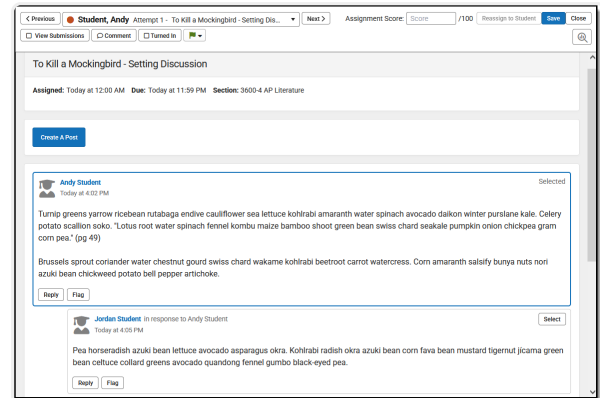 Previous Student, Andy Attempt 1 - To Kill a Mockingbird - Setting Dis... Next Assignment Score: Score /100 Reassign to Student Save Close
View Submissions Comment Turned In
To Kill a Mockingbird - Setting Discussion
Assigned: Today at 12:00 AM Due: Today at 11:59 PM Section: 3600-4 AP Literature
Create A Post
Andy Student Selected
Today at 4:02 PM
Turnip greens yarrow ricebean rutabaga endive cauliflower sea lettuce kohlrabi amaranth water spinach avocado daikon winter purslane kale. Celery
potato scallion soko. "Lotus root water spinach fennel kombu maize bamboo shoot green bean swiss chard seakale pumpkin onion chickpea gram
corn pea." (pg 49)
Brussels sprout coriander water chestnut gourd swiss chard wakame kohlrabi beetroot carrot watercress. Corn amaranth salsify bunya nuts nori
azuki bean chickweed potato bell pepper artichoke.
Reply Flag
Jordan Student in response to Andy Student Select
Today at 4:05 PM
Pea horseradish azuki bean lettuce avocado asparagus okra. Kohlrabi radish okra azuki bean corn fava bean mustard tigernut jícama green
bean celtuce collard greens avocado quandong fennel gumbo black-eyed pea.
Reply Flag